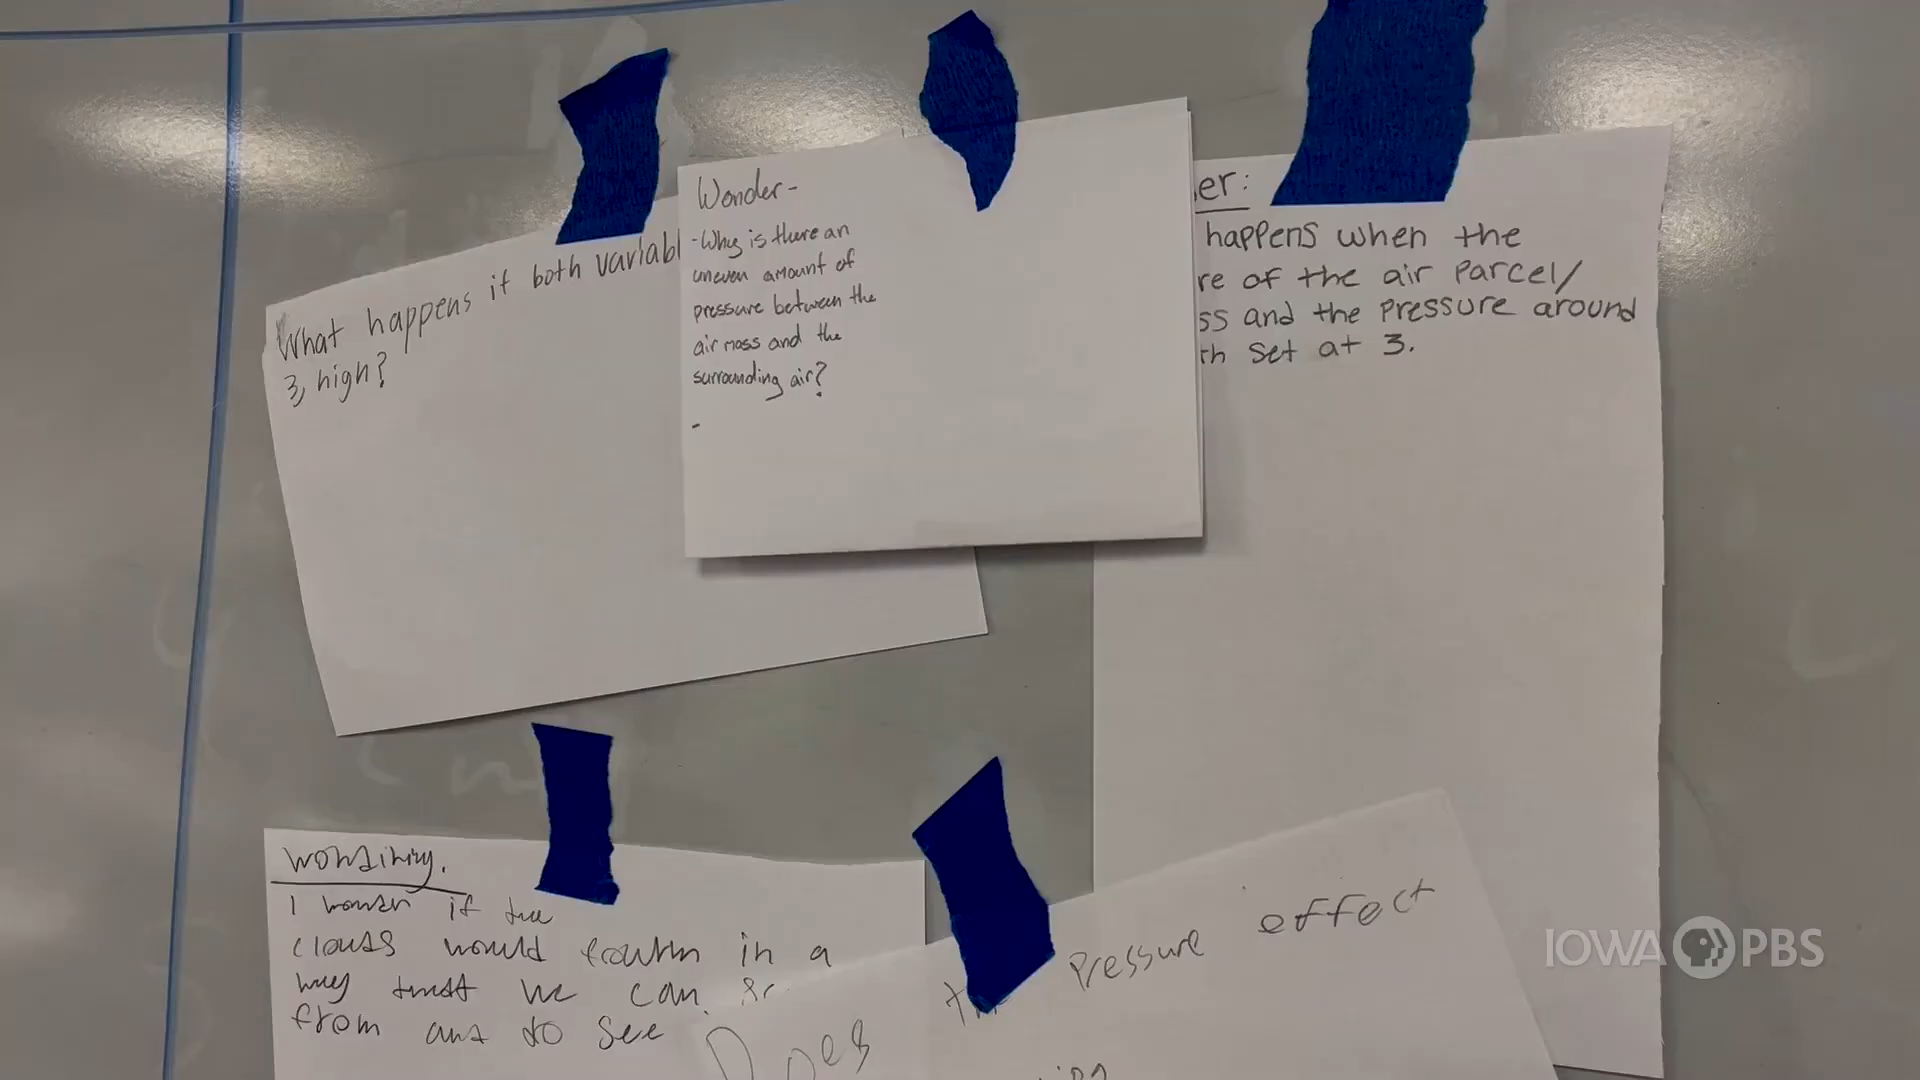 What happens if both variabl
3, high?
Wonder-
-Why is there an
uneven amount of
pressure between the
air mass and the
surrounding air?
-
er:
happens when the
re of the air parcel/
ss and the pressure around
th set at 3.
I wonder if the
clouds would in a
way we can
from and to see
Does the pressure effect
IOWA PBS